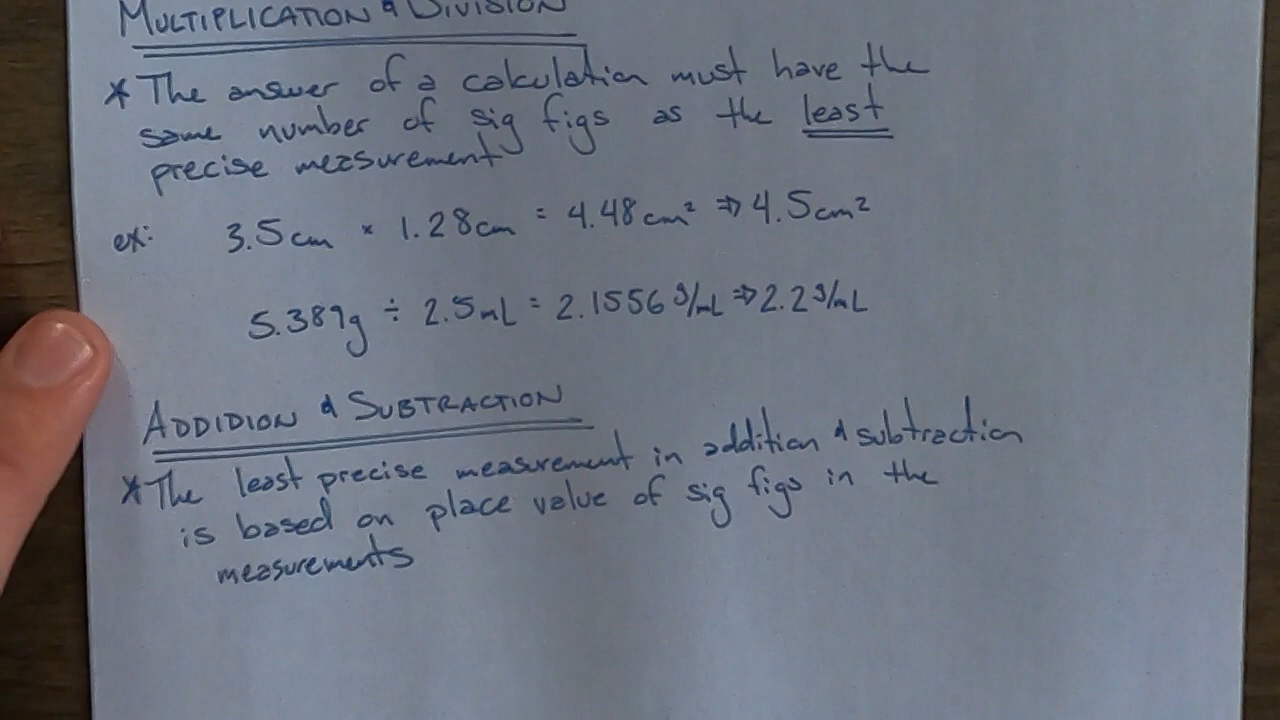 MULTIPLICATION & DIVISION
* The answer of a calculation must have the
same number of sig figs as the least
precise measurement
ex: 3.5cm × 1.28cm = 4.48cm² ⇒ 4.5cm²
5.389g ÷ 2.5mL = 2.1556 g/mL ⇒ 2.2 g/mL
ADDIDION & SUBTRACTION
* The least precise measurement in addition & subtraction
is based on place value of sig figs in the
measurements